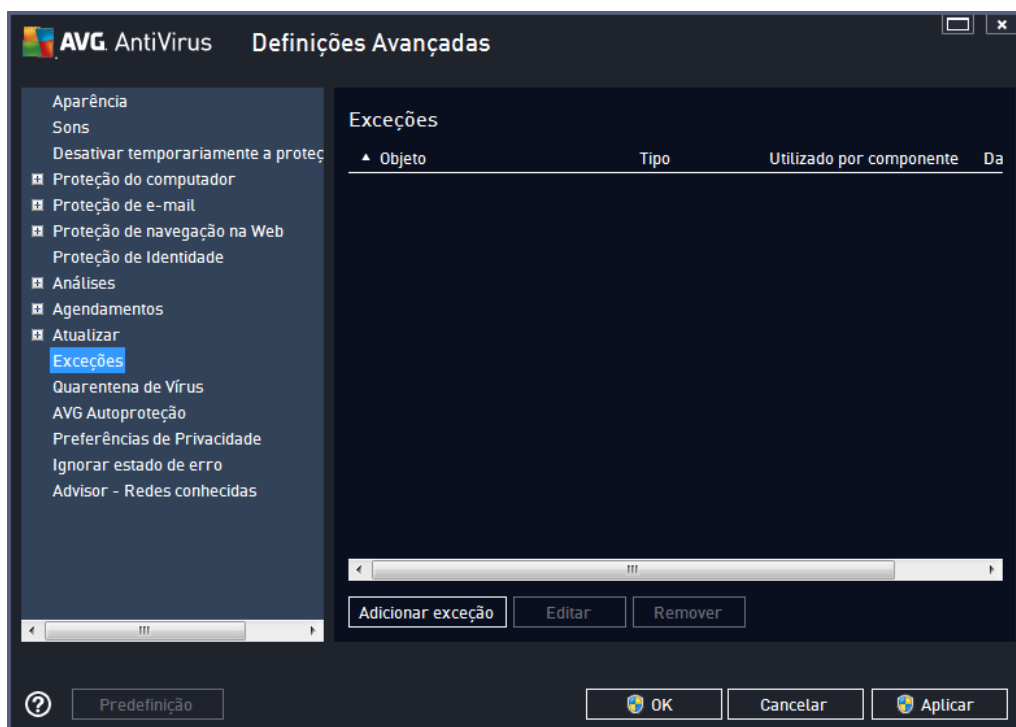 AVG. AntiVirus Definições Avançadas
Aparência
Sons
Desativar temporariamente a proteç
Proteção do computador
Proteção de e-mail
Proteção de navegação na Web
Proteção de Identidade
Análises
Agendamentos
Atualizar
Exceções
Quarentena de Vírus
AVG Autoproteção
Preferências de Privacidade
Ignorar estado de erro
Advisor - Redes conhecidas
Exceções
Objeto Tipo Utilizado por componente Da
Adicionar exceção Editar Remover
Predefinição OK Cancelar Aplicar